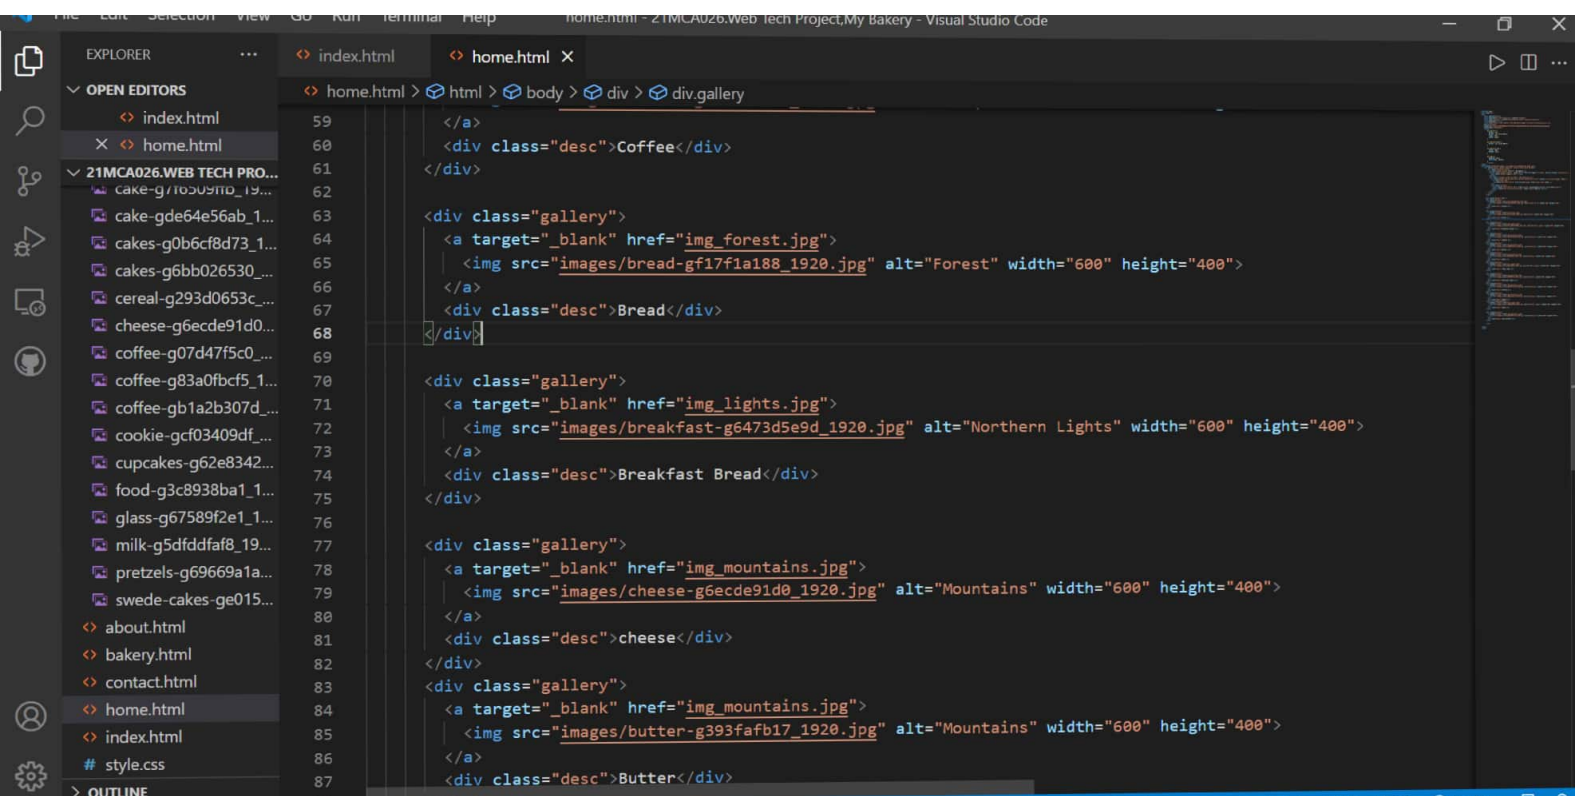 File Edit Selection View Go Run Terminal Help
home.html - 21MCA026.Web Tech Project,My Bakery - Visual Studio Code
EXPLORER
OPEN EDITORS
index.html
home.html
21MCA026.WEB TECH PRO...
cake-g7f6509ffb_19...
cake-gde64e56ab_1...
cakes-g0b6cf8d73_1...
cakes-g6bb026530_...
cereal-g293d0653c_...
cheese-g6ecde91d0...
coffee-g07d47f5c0_...
coffee-g83a0fbcf5_1...
coffee-gb1a2b307d_...
cookie-gcf03409df_...
cupcakes-g62e8342...
food-g3c8938ba1_1...
glass-g67589f2e1_1...
milk-g5dfddfaf8_19...
pretzels-g69669a1a...
swede-cakes-ge015...
about.html
bakery.html
contact.html
home.html
index.html
# style.css
OUTLINE
index.html
home.html
home.html > html > body > div > div.gallery
59 </a>
60 <div class="desc">Coffee</div>
61 </div>
62
63 <div class="gallery">
64 <a target="_blank" href="img_forest.jpg">
65 <img src="images/bread-gf17f1a188_1920.jpg" alt="Forest" width="600" height="400">
66 </a>
67 <div class="desc">Bread</div>
68 </div>
69
70 <div class="gallery">
71 <a target="_blank" href="img_lights.jpg">
72 <img src="images/breakfast-g6473d5e9d_1920.jpg" alt="Northern Lights" width="600" height="400">
73 </a>
74 <div class="desc">Breakfast Bread</div>
75 </div>
76
77 <div class="gallery">
78 <a target="_blank" href="img_mountains.jpg">
79 <img src="images/cheese-g6ecde91d0_1920.jpg" alt="Mountains" width="600" height="400">
80 </a>
81 <div class="desc">cheese</div>
82 </div>
83 <div class="gallery">
84 <a target="_blank" href="img_mountains.jpg">
85 <img src="images/butter-g393fafb17_1920.jpg" alt="Mountains" width="600" height="400">
86 </a>
87 <div class="desc">Butter</div>